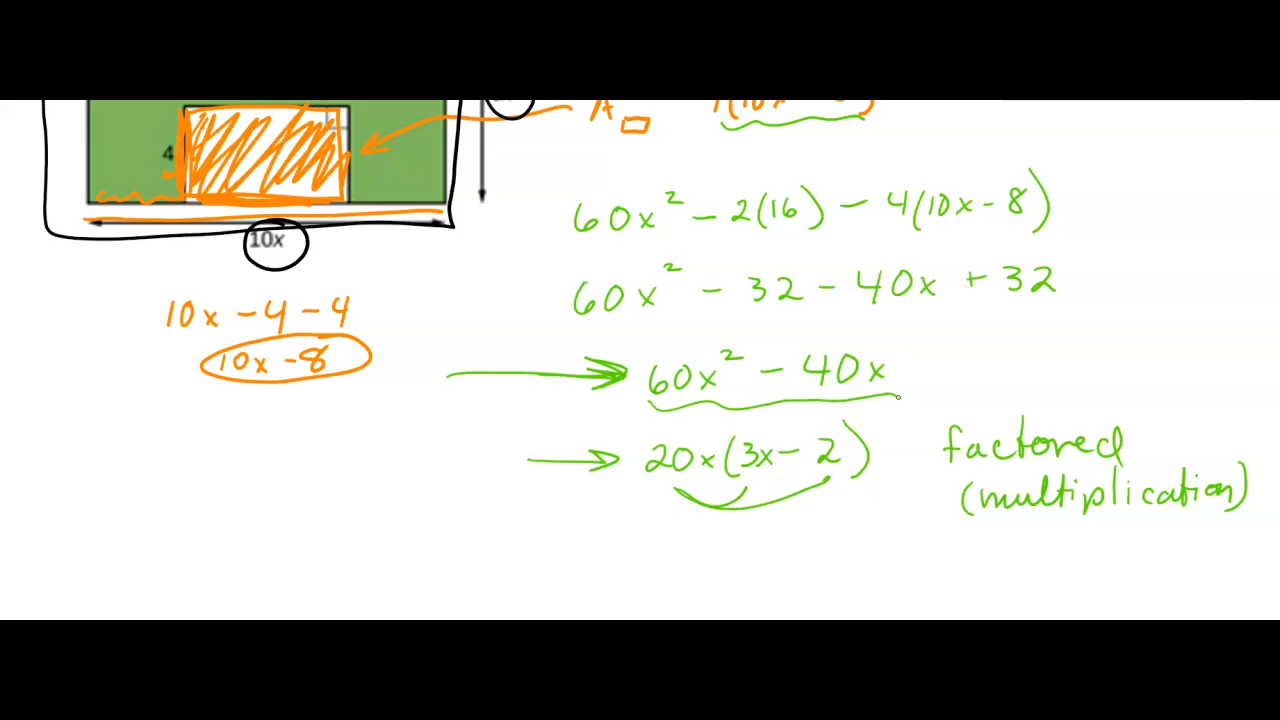 4
A
10x
60x² - 2(16) - 4(10x - 8)
60x² - 32 - 40x + 32
10x - 4 - 4
10x - 8
60x² - 40x
20x(3x - 2)
factored
(multiplication)